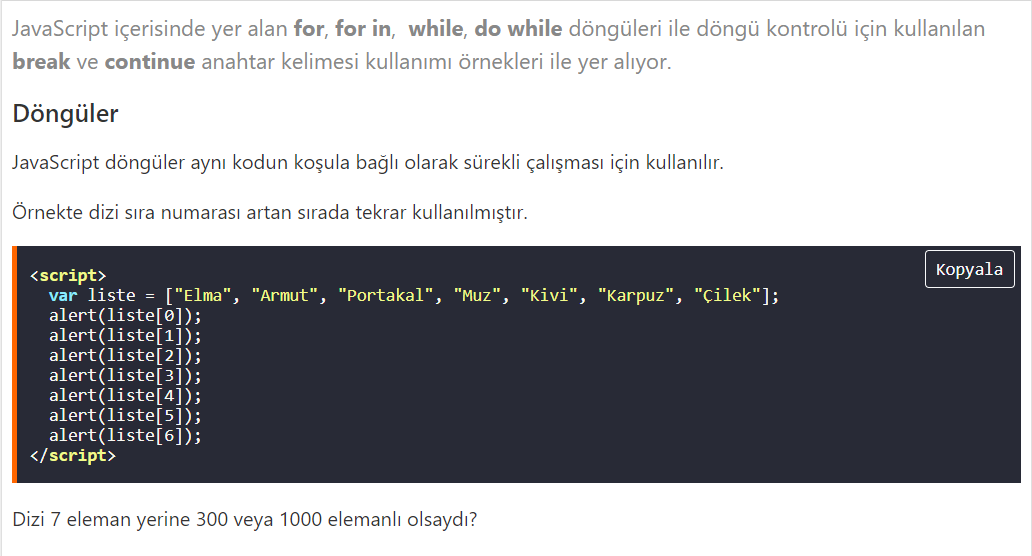 JavaScript içerisinde yer alan for, for in,  while, do while döngüleri ile döngü kontrolü için kullanılan
break ve continue anahtar kelimesi kullanımı örnekleri ile yer alıyor.
Döngüler
JavaScript döngüler aynı kodun koşula bağlı olarak sürekli çalışması için kullanılır.
Örnekte dizi sıra numarası artan sırada tekrar kullanılmıştır.
Kopyala
<script>
  var liste = ["Elma", "Armut", "Portakal", "Muz", "Kivi", "Karpuz", "Çilek"];
  alert(liste[0]);
  alert(liste[1]);
  alert(liste[2]);
  alert(liste[3]);
  alert(liste[4]);
  alert(liste[5]);
  alert(liste[6]);
</script>
Dizi 7 eleman yerine 300 veya 1000 elemanlı olsaydı?